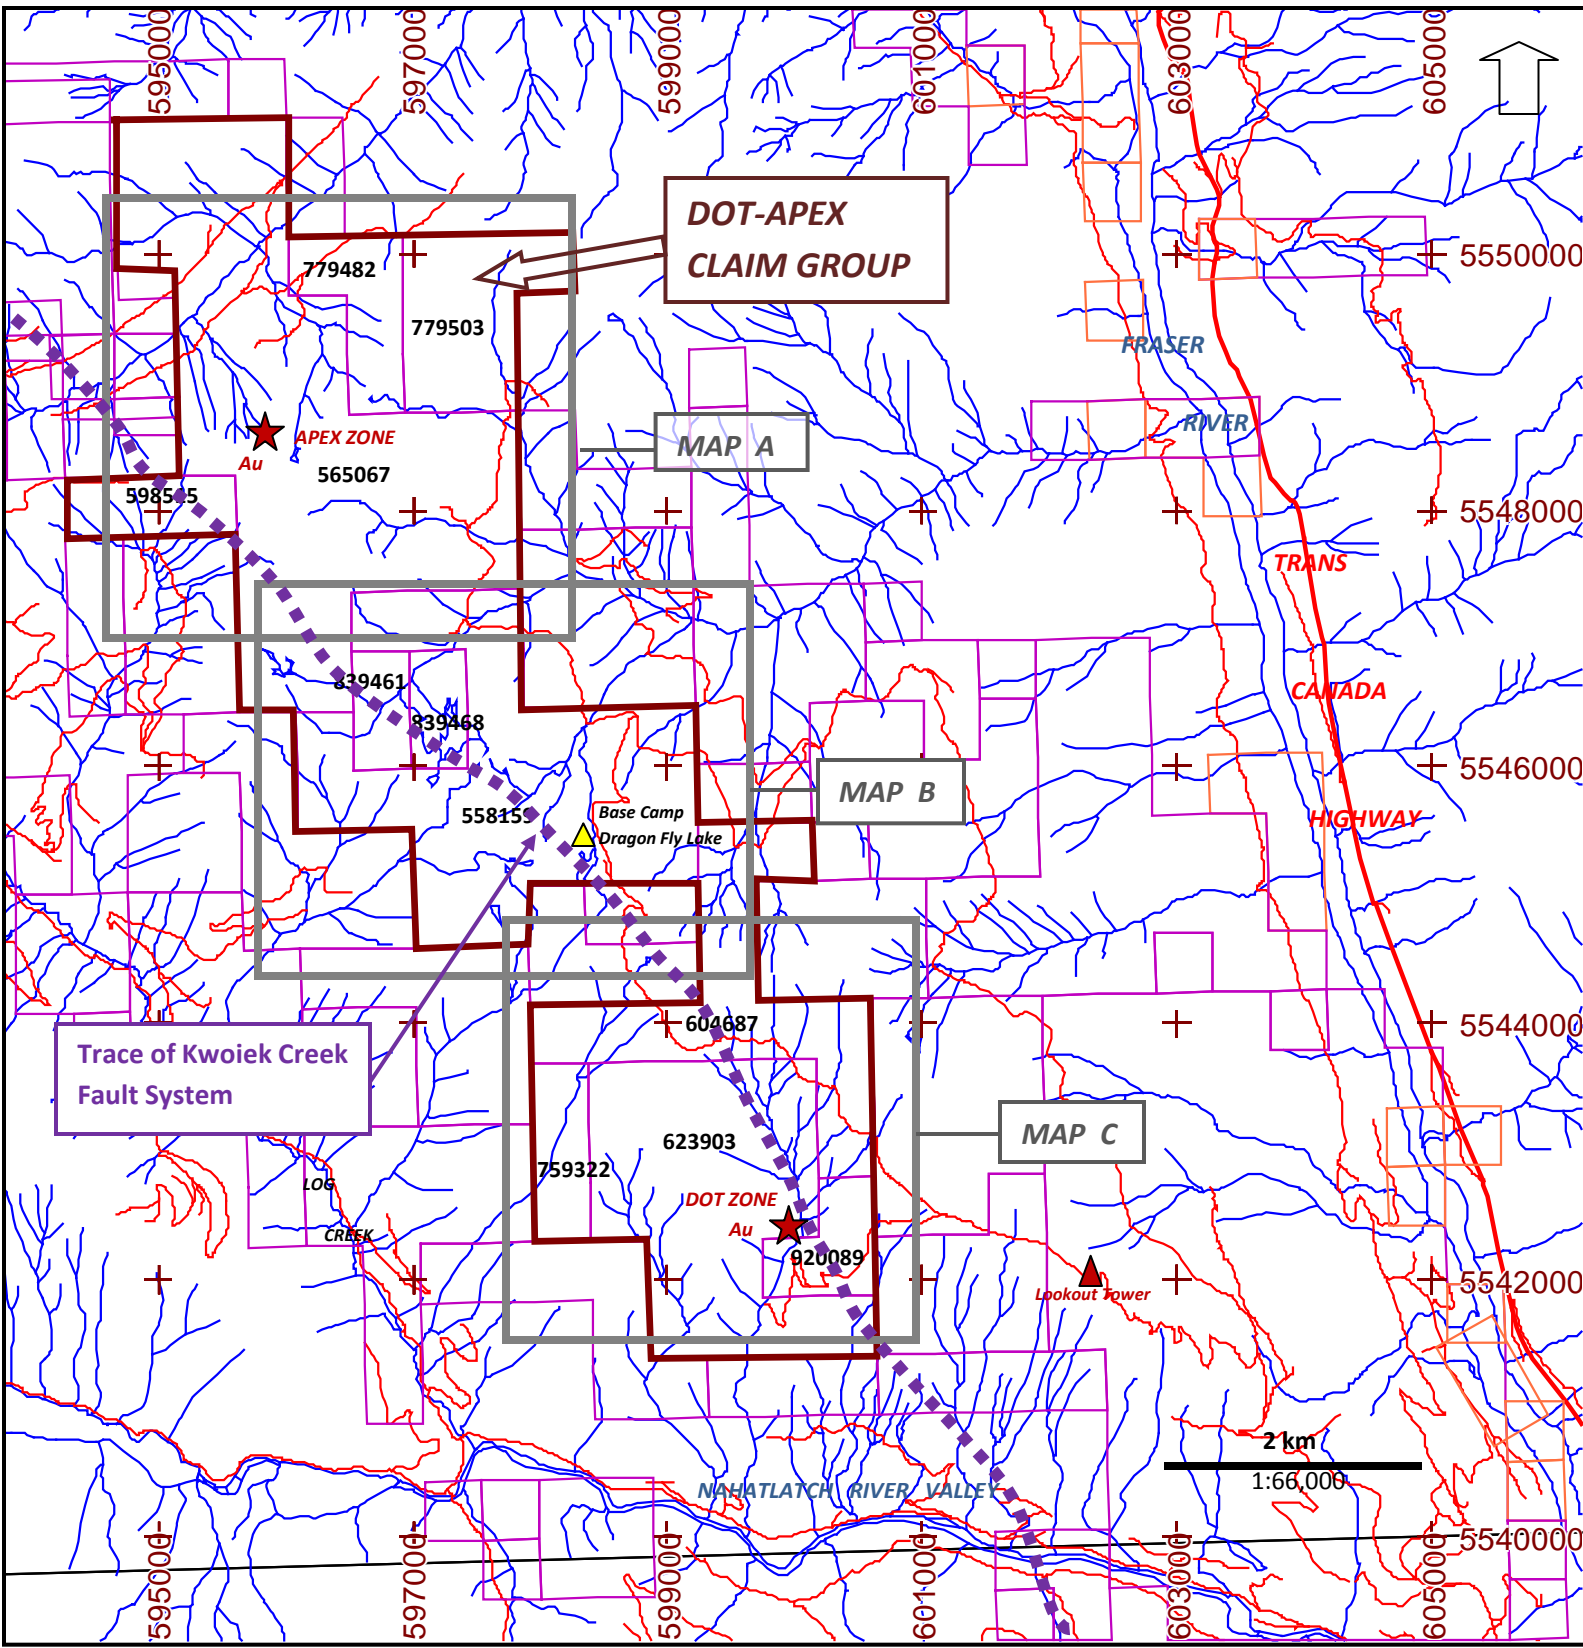 595000
597000
599000
601000
603000
605000
DOT-APEX
CLAIM GROUP
5550000
779482
779503
FRASER
RIVER
APEX ZONE
Au
MAP A
565067
598515
5548000
TRANS
CANADA
HIGHWAY
839461
839468
5546000
MAP B
558159
Base Camp
Dragon Fly Lake
604687
5544000
Trace of Kwoiek Creek
Fault System
MAP C
623903
759322
LOG
CREEK
DOT ZONE
Au
920089
5542000
Lookout Tower
2 km
1:66,000
NAHATLATCH RIVER VALLEY
5540000
595000
597000
599000
601000
603000
605000